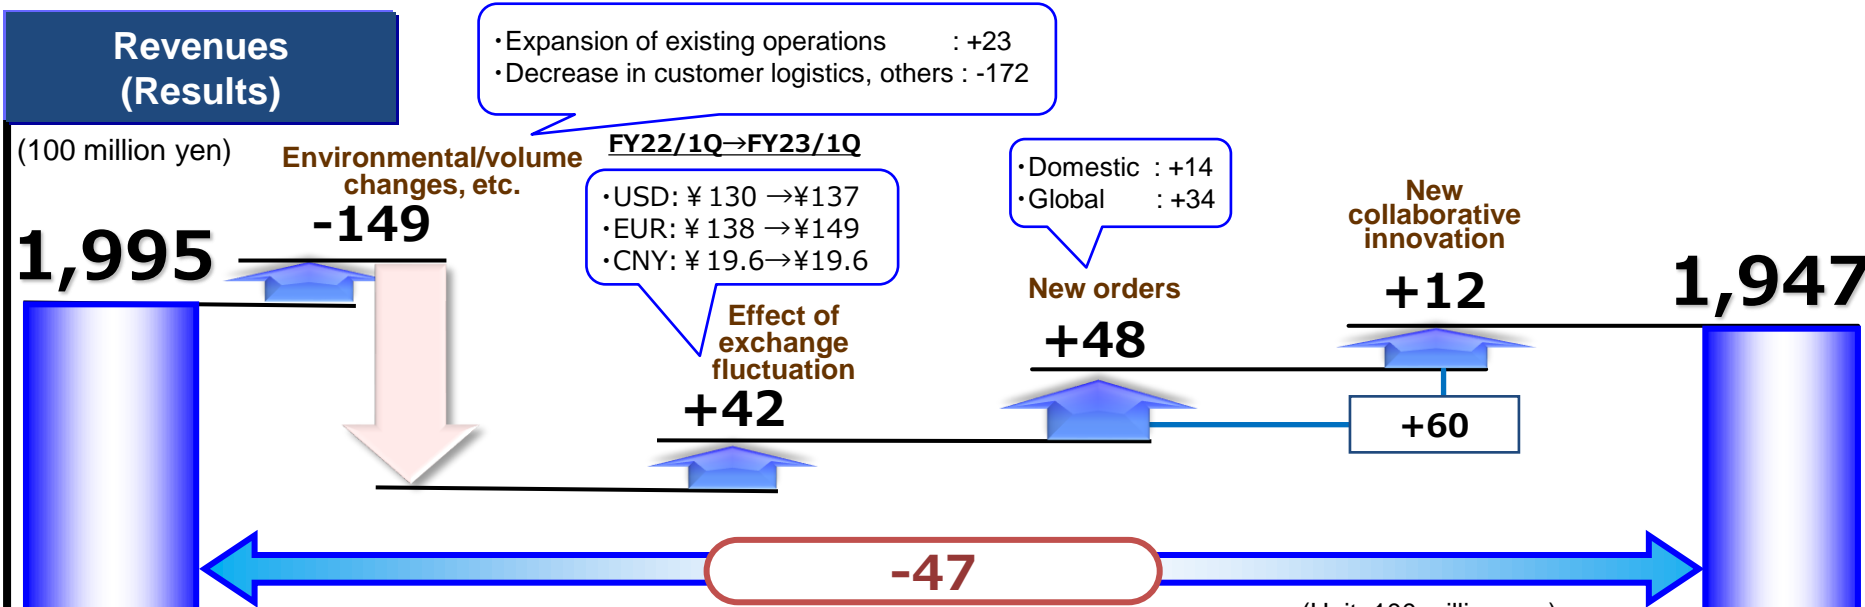 Revenues
(Results)
(100 million yen)
・Expansion of existing operations : +23
・Decrease in customer logistics, others : -172
Environmental/volume
changes, etc.
-149
1,995
FY22/1Q→FY23/1Q
・USD: ¥ 130 →¥137
・EUR: ¥ 138 →¥149
・CNY: ¥ 19.6→¥19.6
Effect of
exchange
fluctuation
+42
・Domestic : +14
・Global : +34
New orders
+48
New
collaborative
innovation
+12
+60
1,947
-47